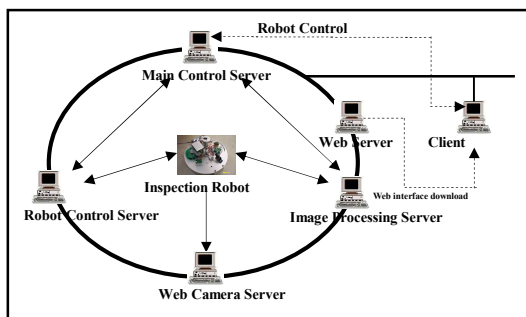 Robot Control
Main Control Server
Web Server
Client
Inspection Robot
Web interface download
Robot Control Server
Image Processing Server
Web Camera Server